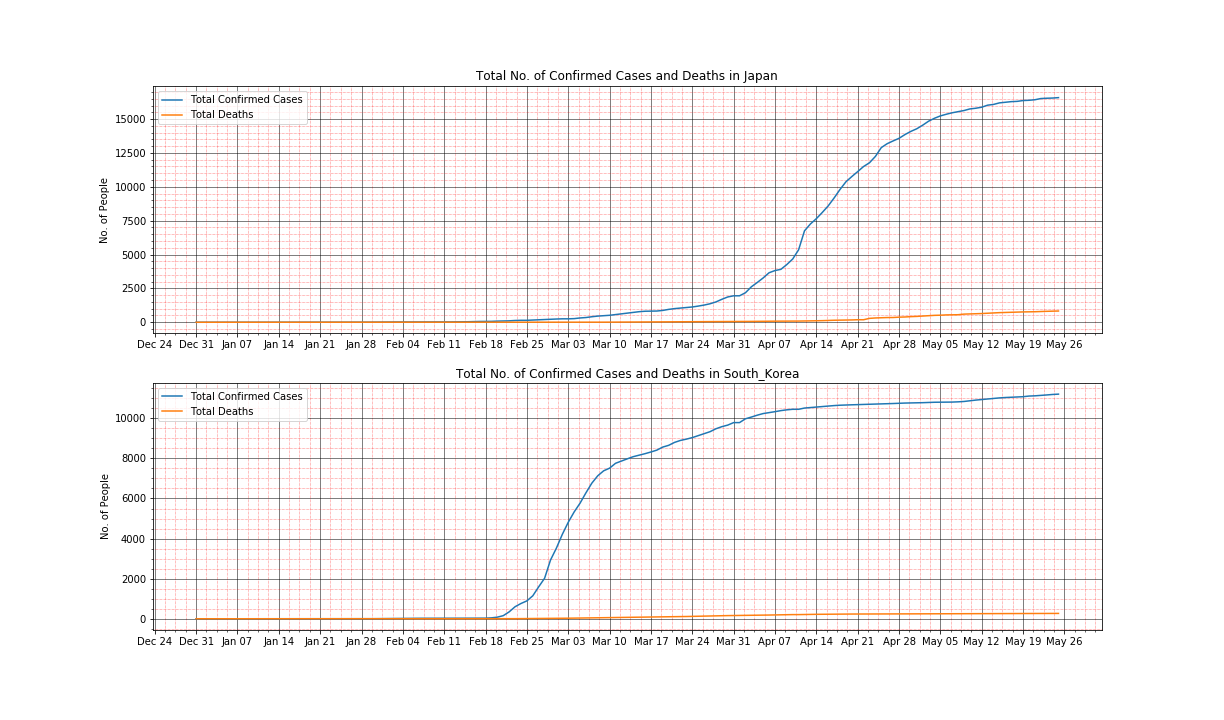 Total No. of Confirmed Cases and Deaths in Japan
Total Confirmed Cases
Total Deaths
No. of People
15000
12500
10000
7500
5000
2500
0
Dec 24 Dec 31 Jan 07 Jan 14 Jan 21 Jan 28 Feb 04 Feb 11 Feb 18 Feb 25 Mar 03 Mar 10 Mar 17 Mar 24 Mar 31 Apr 07 Apr 14 Apr 21 Apr 28 May 05 May 12 May 19 May 26
Total No. of Confirmed Cases and Deaths in South_Korea
Total Confirmed Cases
Total Deaths
No. of People
10000
8000
6000
4000
2000
0
Dec 24 Dec 31 Jan 07 Jan 14 Jan 21 Jan 28 Feb 04 Feb 11 Feb 18 Feb 25 Mar 03 Mar 10 Mar 17 Mar 24 Mar 31 Apr 07 Apr 14 Apr 21 Apr 28 May 05 May 12 May 19 May 26